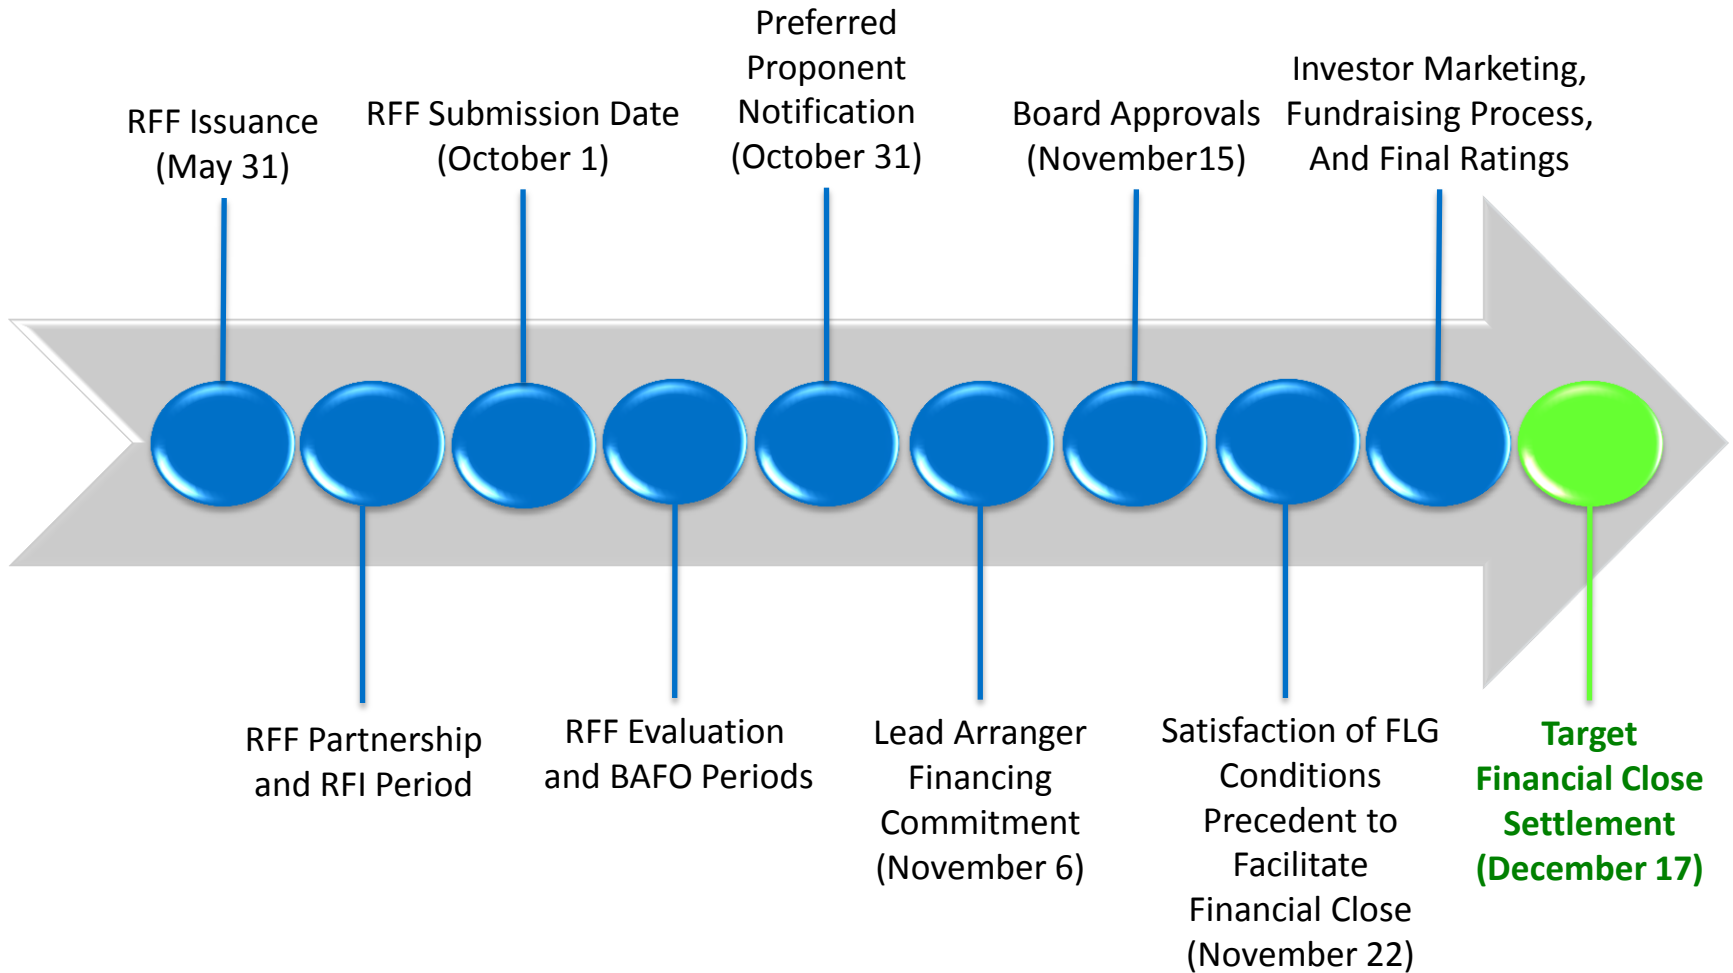 RFF Issuance
(May 31)
RFF Partnership
and RFI Period
RFF Submission Date
(October 1)
RFF Evaluation
and BAFO Periods
Preferred
Proponent
Notification
(October 31)
Lead Arranger
Financing
Commitment
(November 6)
Board Approvals
(November15)
Satisfaction of FLG
Conditions
Precedent to
Facilitate
Financial Close
(November 22)
Investor Marketing,
Fundraising Process,
And Final Ratings
Target
Financial Close
Settlement
(December 17)